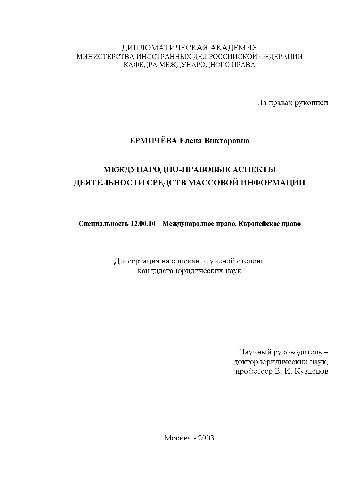 ДИПЛОМАТИЧЕСКАЯ АКАДЕМИЯ
МИНИСТЕРСТВА ИНОСТРАННЫХ ДЕЛ РОССИЙСКОЙ ФЕДЕРАЦИИ
КАФЕДРА МЕЖДУНАРОДНОГО ПРАВА
На правах рукописи
ЕРМИЧЁВА Елена Викторовна
МЕЖДУНАРОДНО-ПРАВОВЫЕ АСПЕКТЫ
ДЕЯТЕЛЬНОСТИ СРЕДСТВ МАССОВОЙ ИНФОРМАЦИИ
Специальность 12.00.10 – Международное право. Европейское право
Диссертация на соискание ученой степени
кандидата юридических наук
Научный руководитель –
доктор юридических наук,
профессор В. И. Кузнецов
Москва - 2003